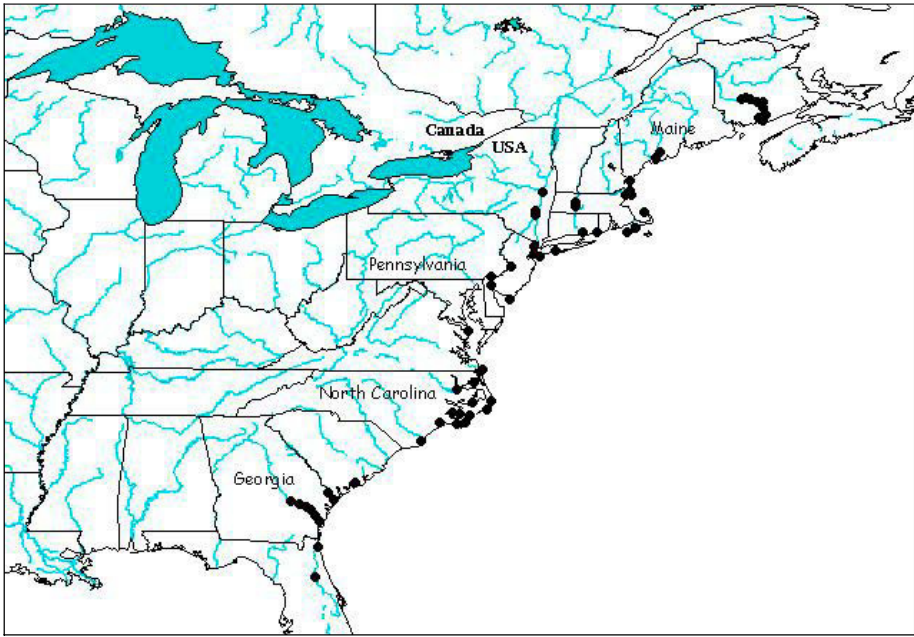 Canada
USA
Maine
Pennsylvania
North Carolina
Georgia